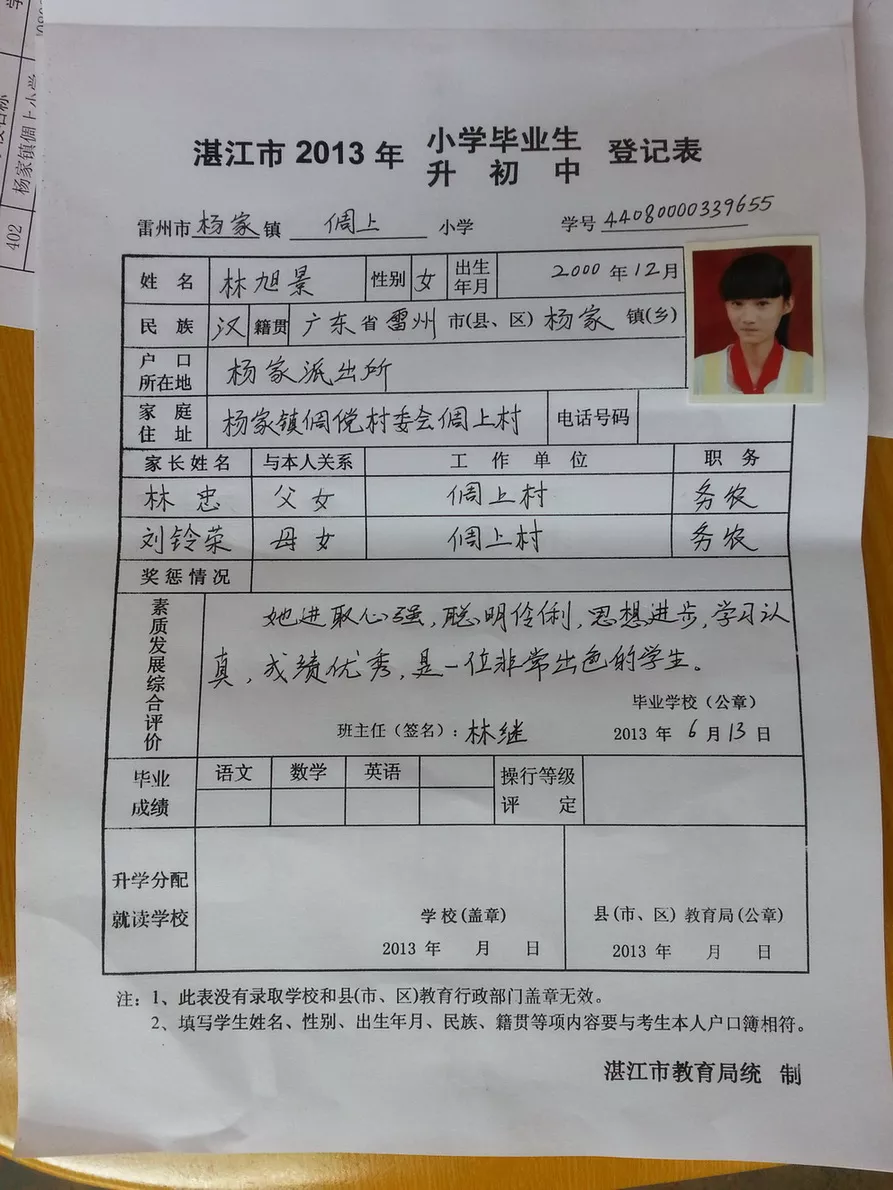 湛江市 2013 年 小学毕业生升初中 登记表
雷州市 杨家 镇 倜上 小学 学号 44080000339655
姓名 林旭景 性别 女 出生年月 2000 年 12 月
民族 汉 籍贯 广东 省 雷州 市(县、区) 杨家 镇(乡)
户口所在地 杨家派出所
家庭住址 杨家镇倜傥村委会倜上村 电话号码
家长姓名 与本人关系 工作单位 职务
林忠 父女 倜上村 务农
刘铃荣 母女 倜上村 务农
奖惩情况
素质发展综合评价
她进取心强,聪明伶俐,思想进步,学习认
真,成绩优秀,是一位非常出色的学生。
毕业学校(公章)
班主任(签名):林继 2013 年 6 月 13 日
毕业成绩 语文 数学 英语 操行等级评定
升学分配就读学校
学校(盖章) 县(市、区)教育局(公章)
2013 年 月 日 2013 年 月 日
注:1、此表没有录取学校和县(市、区)教育行政部门盖章无效。
2、填写学生姓名、性别、出生年月、民族、籍贯等项内容要与考生本人户口簿相符。
湛江市教育局统 制
402
杨家镇倜上小学